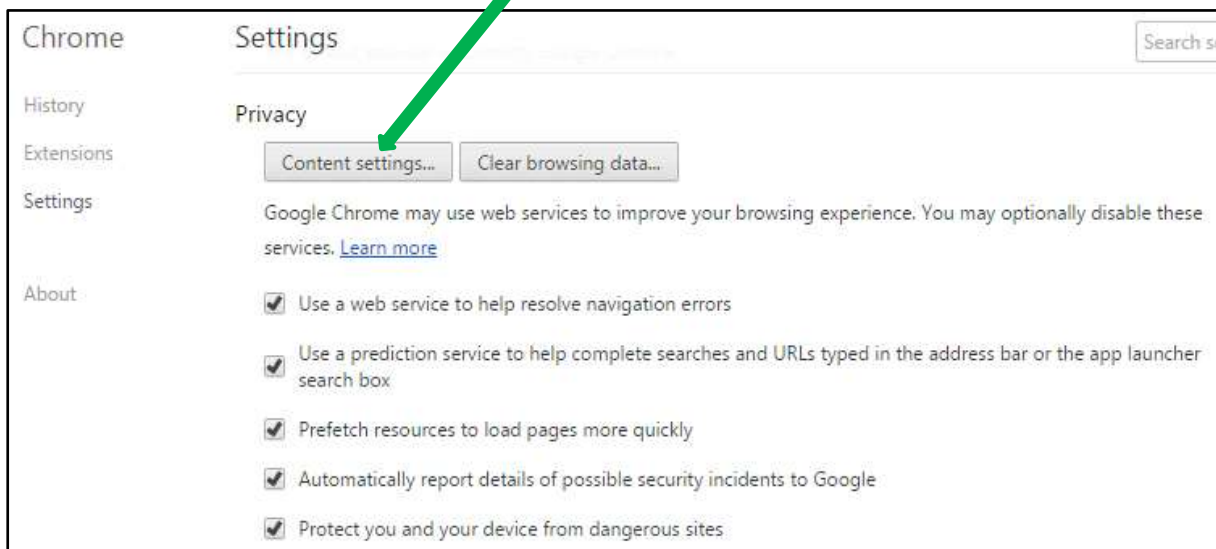 Chrome
Settings
Search s
History
Extensions
Settings
About
Privacy
Content settings...
Clear browsing data...
Google Chrome may use web services to improve your browsing experience. You may optionally disable these
services. Learn more
Use a web service to help resolve navigation errors
Use a prediction service to help complete searches and URLs typed in the address bar or the app launcher
search box
Prefetch resources to load pages more quickly
Automatically report details of possible security incidents to Google
Protect you and your device from dangerous sites